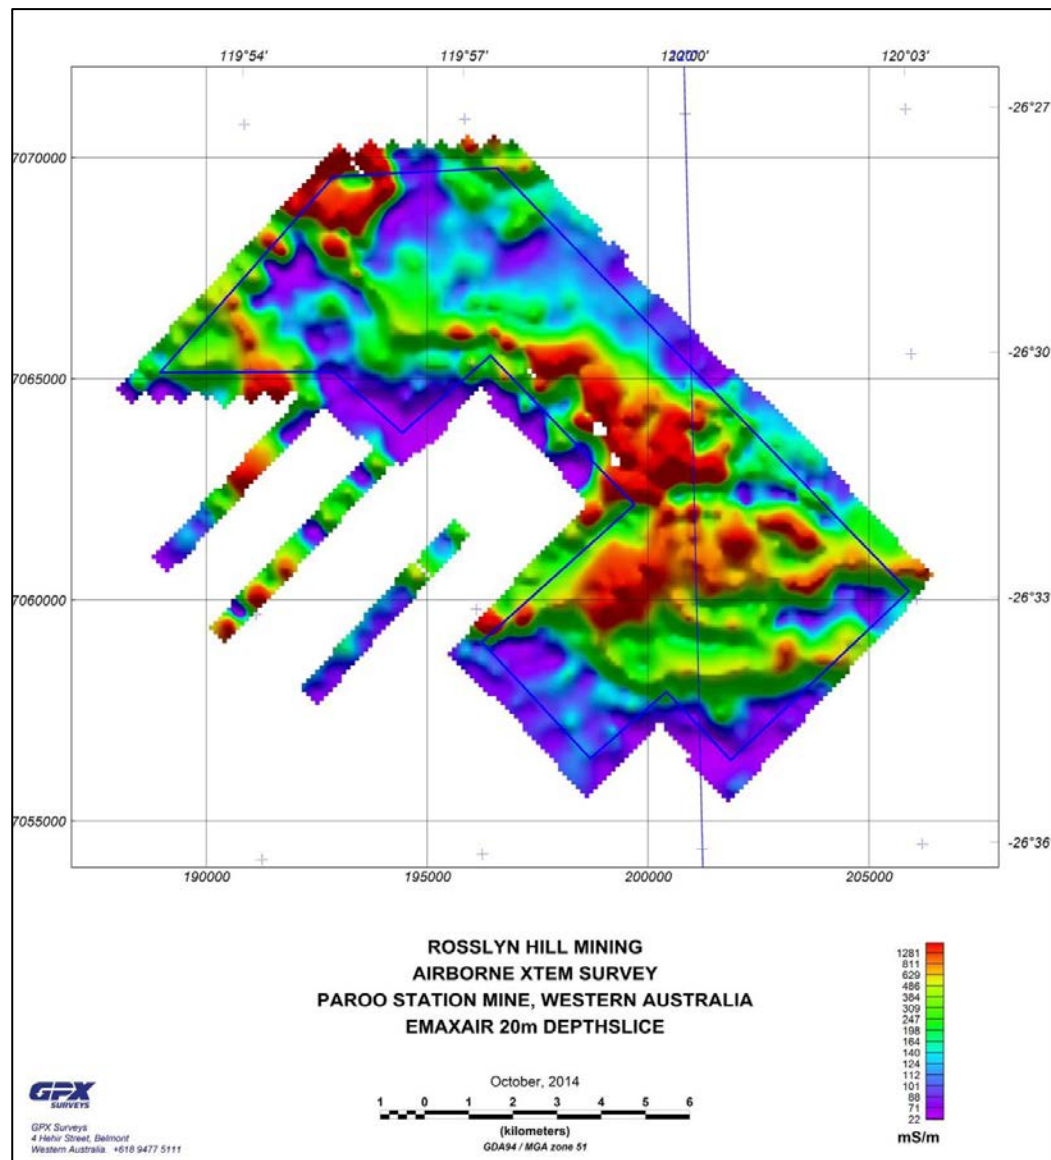 119°54' 119°57' 120°00' 120°03'
-26°27'
7070000
-26°30'
7065000
-26°33'
7060000
-26°36'
7055000
190000 195000 200000 205000
ROSSLYN HILL MINING
AIRBORNE XTEM SURVEY
PAROO STATION MINE, WESTERN AUSTRALIA
EMAXAIR 20m DEPTHSLICE
1281
811
629
486
384
309
247
198
164
140
124
112
101
88
71
22
mS/m
October, 2014
1 0 1 2 3 4 5 6
(kilometers)
GDA94 / MGA zone 51
GPX
SURVEYS
GPX Surveys
4 Hehir Street, Belmont
Western Australia. +618 9477 5111